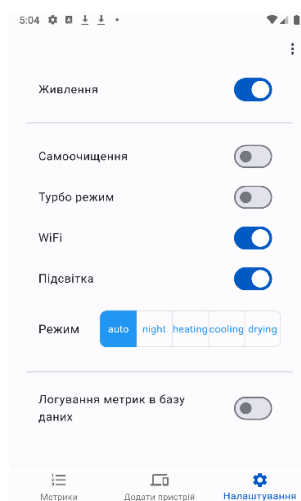 5:04
Живлення
Самоочищення
Турбо режим
WiFi
Підсвітка
Режим auto night heating cooling drying
Логування метрик в базу
даних
Метрики Додати пристрій Налаштування